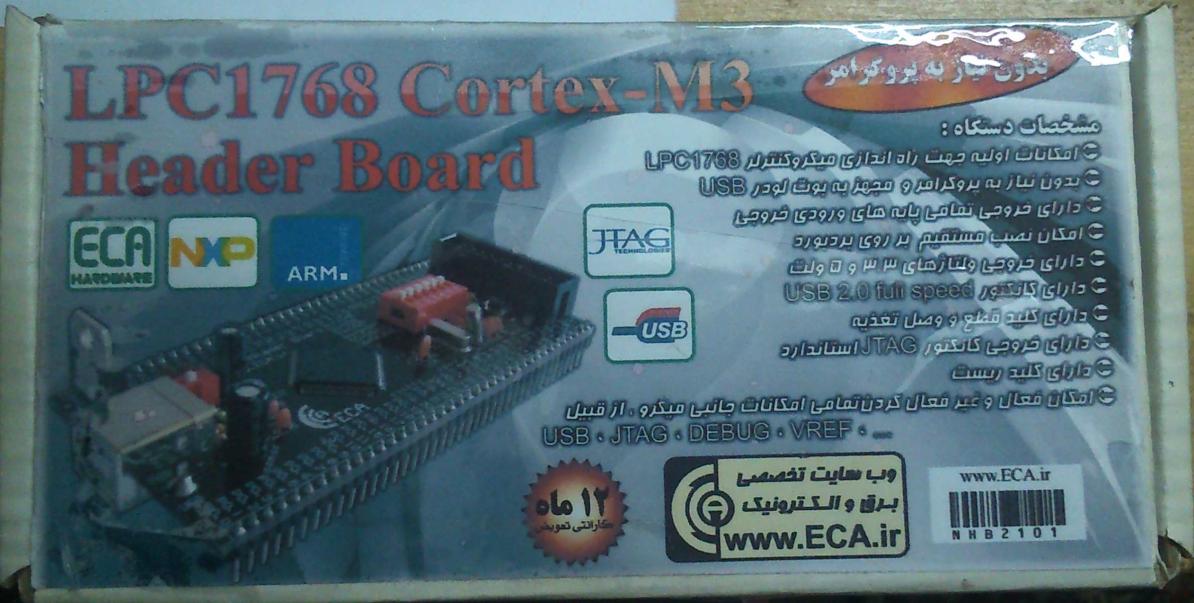 LPC1768 Cortex-M3
Header Board
بدون نیاز به پروگرامر
مشخصات دستگاه :
امکانات اولیه جهت راه اندازی میکروکنترلر LPC1768
بدون نیاز به پروگرامر و مجهز به بوت لودر USB
دارای خروجی تمامی پایه های ورودی خروجی
امکان نصب مستقیم بر روی بردبورد
دارای خروجی ولتاژهای ۳.۳ و ۵ ولت
دارای کانکتور USB 2.0 full speed
دارای کلید قطع و وصل تغذیه
دارای خروجی کانکتور JTAG استاندارد
دارای کلید ریست
امکان فعال و غیر فعال کردن تمامی امکانات جانبی میکرو ، از قبیل
USB ، JTAG ، DEBUG ، VREF ، ...
ECA
HARDWARE
NXP
ARM.
JTAG
TECHNOLOGIES
USB
ECA
۱۲ ماه
گارانتی تعویض
وب سایت تخصصی
برق و الکترونیک
www.ECA.ir
www.ECA.ir
NHB2101